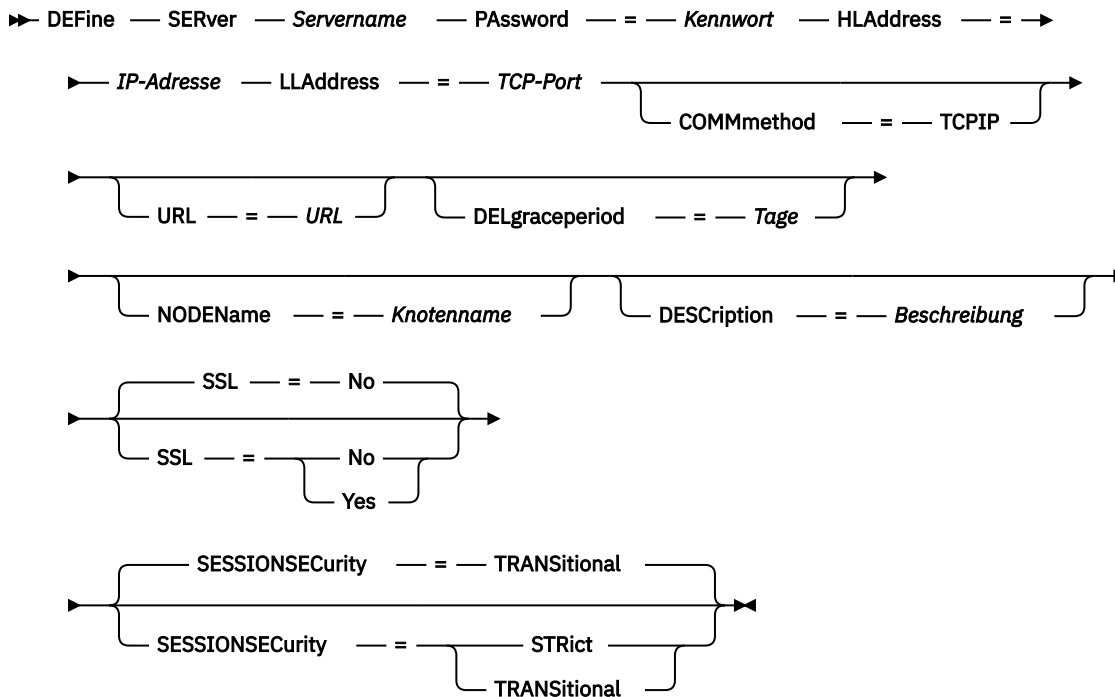 DEFine SERver Servername PAssword = Kennwort HLAddress =
IP-Adresse LLAddress = TCP-Port
COMMmethod = TCPIP
URL = URL DELgraceperiod = Tage
NODEName = Knotenname DESCription = Beschreibung
SSL = No
SSL = No
Yes
SESSIONSECurity = TRANSitional
SESSIONSECurity = STRict
TRANSitional